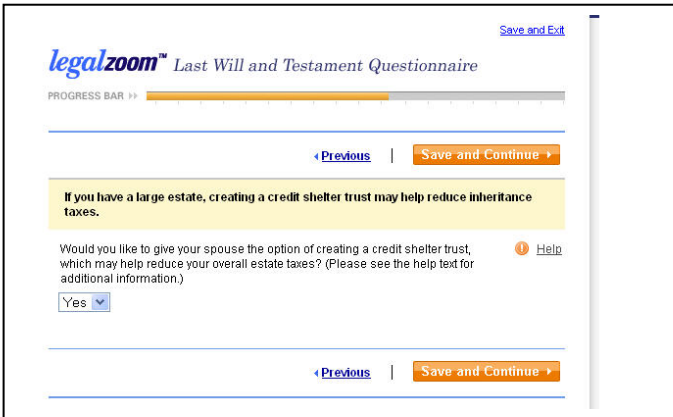 Save and Exit
legalzoom™ Last Will and Testament Questionnaire
PROGRESS BAR
Previous | Save and Continue
If you have a large estate, creating a credit shelter trust may help reduce inheritance
taxes.
Would you like to give your spouse the option of creating a credit shelter trust, Help
which may help reduce your overall estate taxes? (Please see the help text for
additional information.)
Yes
Previous | Save and Continue